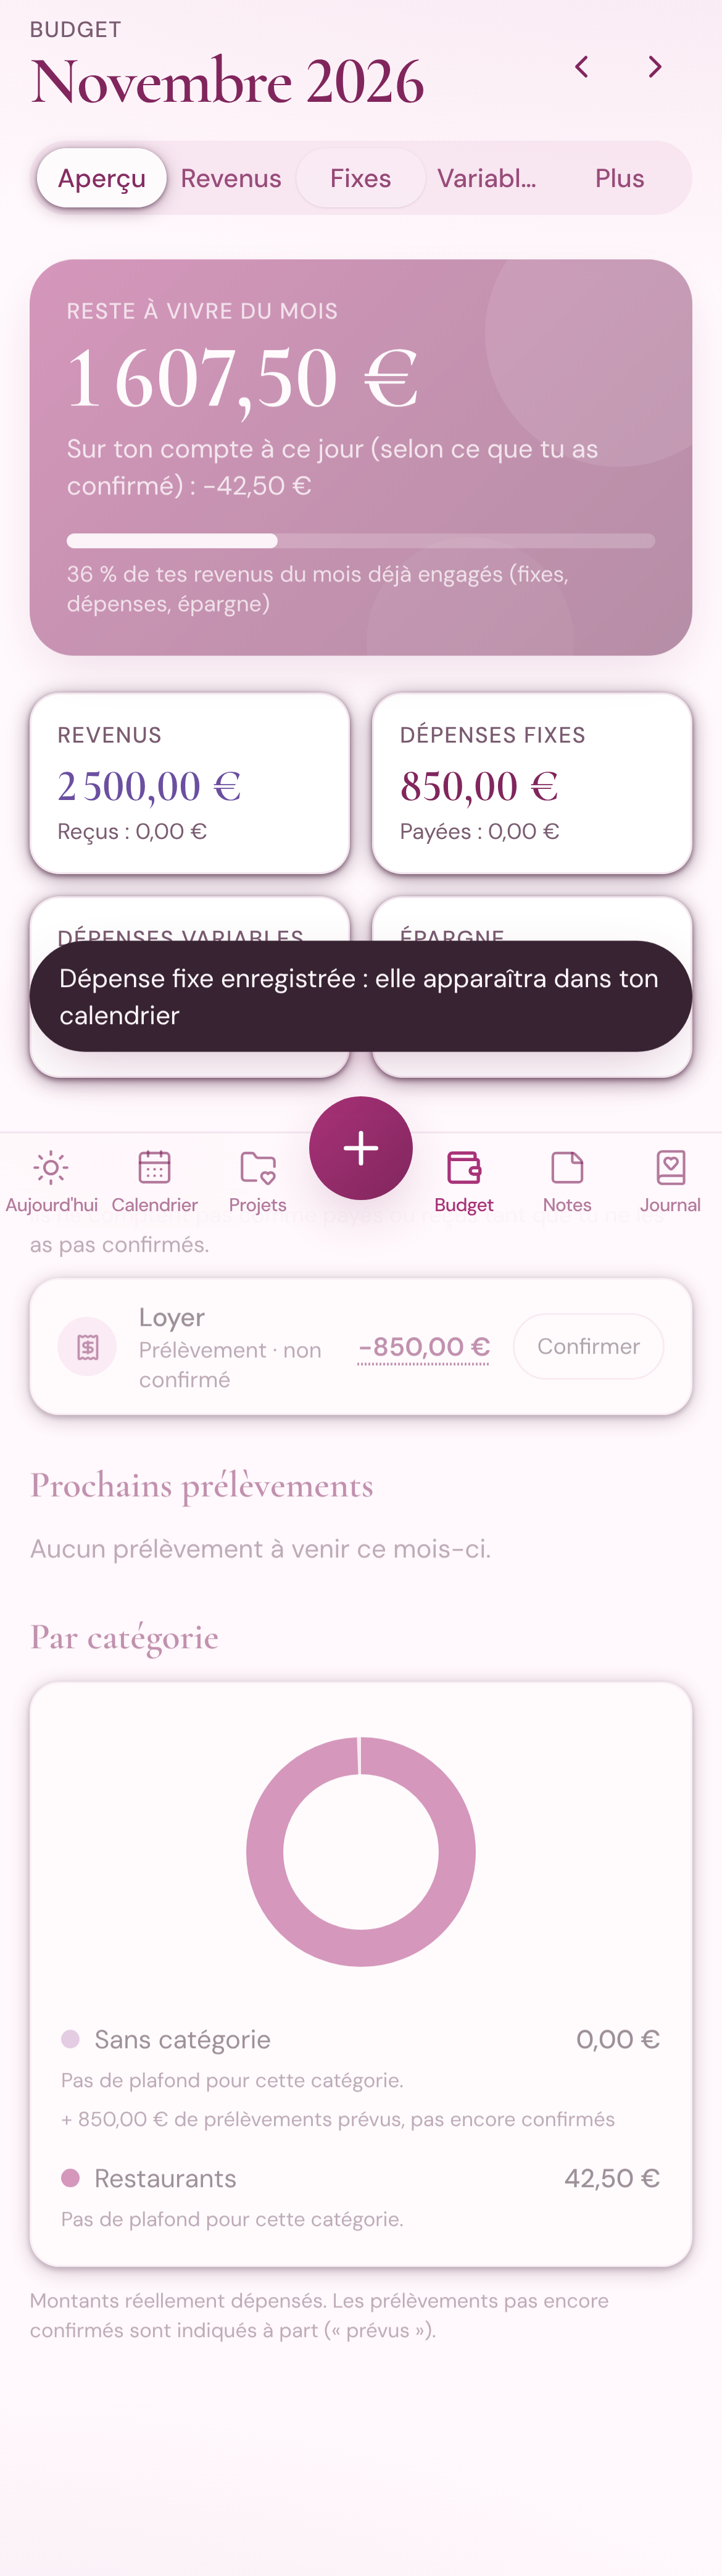 BUDGET
Novembre 2026
Aperçu
Revenus
Fixes
Variabl...
Plus
RESTE À VIVRE DU MOIS
1 607,50 €
Sur ton compte à ce jour (selon ce que tu as
confirmé) : -42,50 €
36 % de tes revenus du mois déjà engagés (fixes,
dépenses, épargne)
REVENUS
2 500,00 €
Reçus : 0,00 €
DÉPENSES FIXES
850,00 €
Payées : 0,00 €
DÉPENSES VARIABLES
ÉPARGNE
Dépense fixe enregistrée : elle apparaîtra dans ton
calendrier
Aujourd'hui
Calendrier
Projets
Budget
Notes
Journal
as pas confirmés.
Loyer
Prélèvement · non
confirmé
-850,00 €
Confirmer
Prochains prélèvements
Aucun prélèvement à venir ce mois-ci.
Par catégorie
Sans catégorie
0,00 €
Pas de plafond pour cette catégorie.
+ 850,00 € de prélèvements prévus, pas encore confirmés
Restaurants
42,50 €
Pas de plafond pour cette catégorie.
Montants réellement dépensés. Les prélèvements pas encore
confirmés sont indiqués à part (« prévus »).